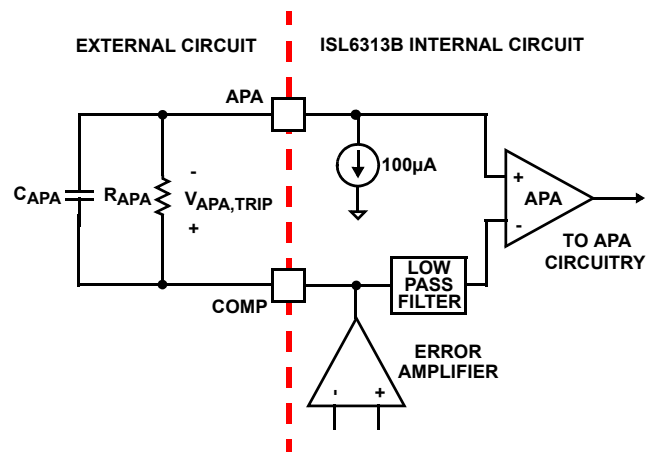 EXTERNAL CIRCUIT
ISL6313B INTERNAL CIRCUIT
APA
100µA
CAPA
RAPA
-
VAPA,TRIP
+
+
APA
-
TO APA
CIRCUITRY
LOW
PASS
FILTER
COMP
ERROR
AMPLIFIER
- +